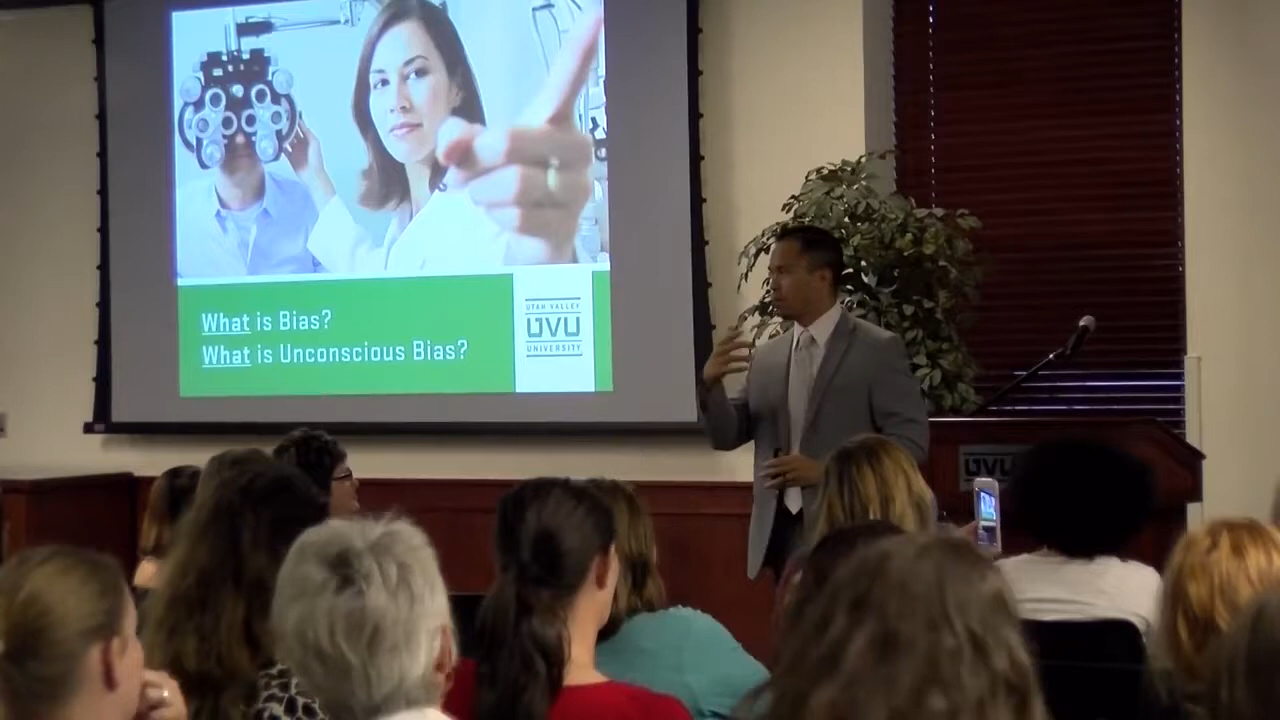 What is Bias?
What is Unconscious Bias?
UTAH VALLEY
UVU
UNIVERSITY
UVU